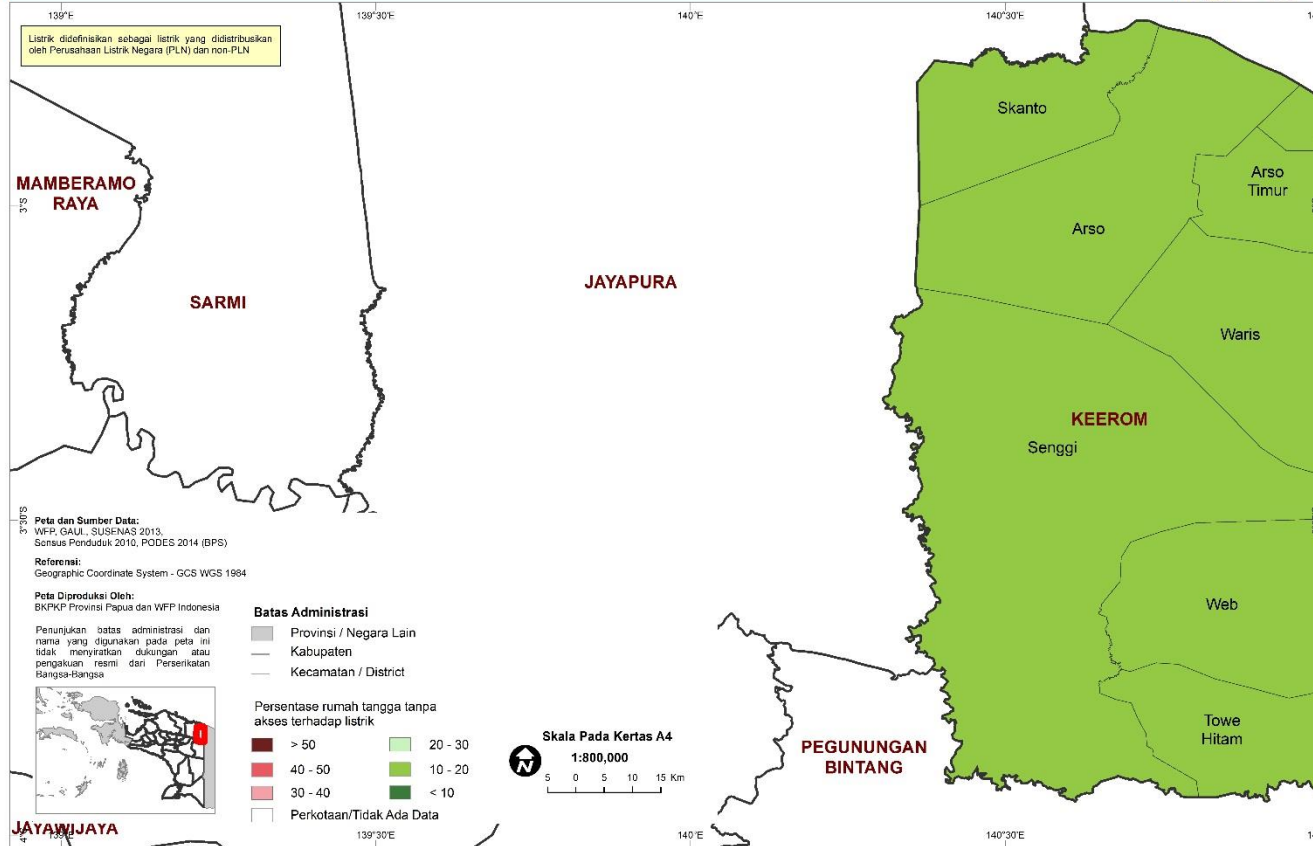 139°E
139°30'E
140°E
140°30'E
Listrik didefinisikan sebagai listrik yang didistribusikan
oleh Perusahaan Listrik Negara (PLN) dan non-PLN
Skanto
MAMBERAMO
RAYA
3°S
Arso
Timur
Arso
JAYAPURA
SARMI
Waris
KEEROM
Senggi
3°30'S
Peta dan Sumber Data:
WFP, GAUL, SUSENAS 2013,
Sensus Penduduk 2010, PODES 2014 (BPS)
Referensi:
Geographic Coordinate System - GCS WGS 1984
Peta Diproduksi Oleh:
BKPKP Provinsi Papua dan WFP Indonesia
Penunjukan batas administrasi dan
nama yang digunakan pada peta ini
tidak menyiratkan dukungan atau
pengakuan resmi dari Perserikatan
Bangsa-Bangsa
Batas Administrasi
Provinsi / Negara Lain
Kabupaten
Kecamatan / District
Persentase rumah tangga tanpa
akses terhadap listrik
> 50
40 - 50
30 - 40
20 - 30
10 - 20
< 10
Perkotaan/Tidak Ada Data
N
Skala Pada Kertas A4
1:800,000
5 0 5 10 15 Km
Web
Towe
Hitam
PEGUNUNGAN
BINTANG
JAYAWIJAYA
139°E
139°30'E
140°E
140°30'E